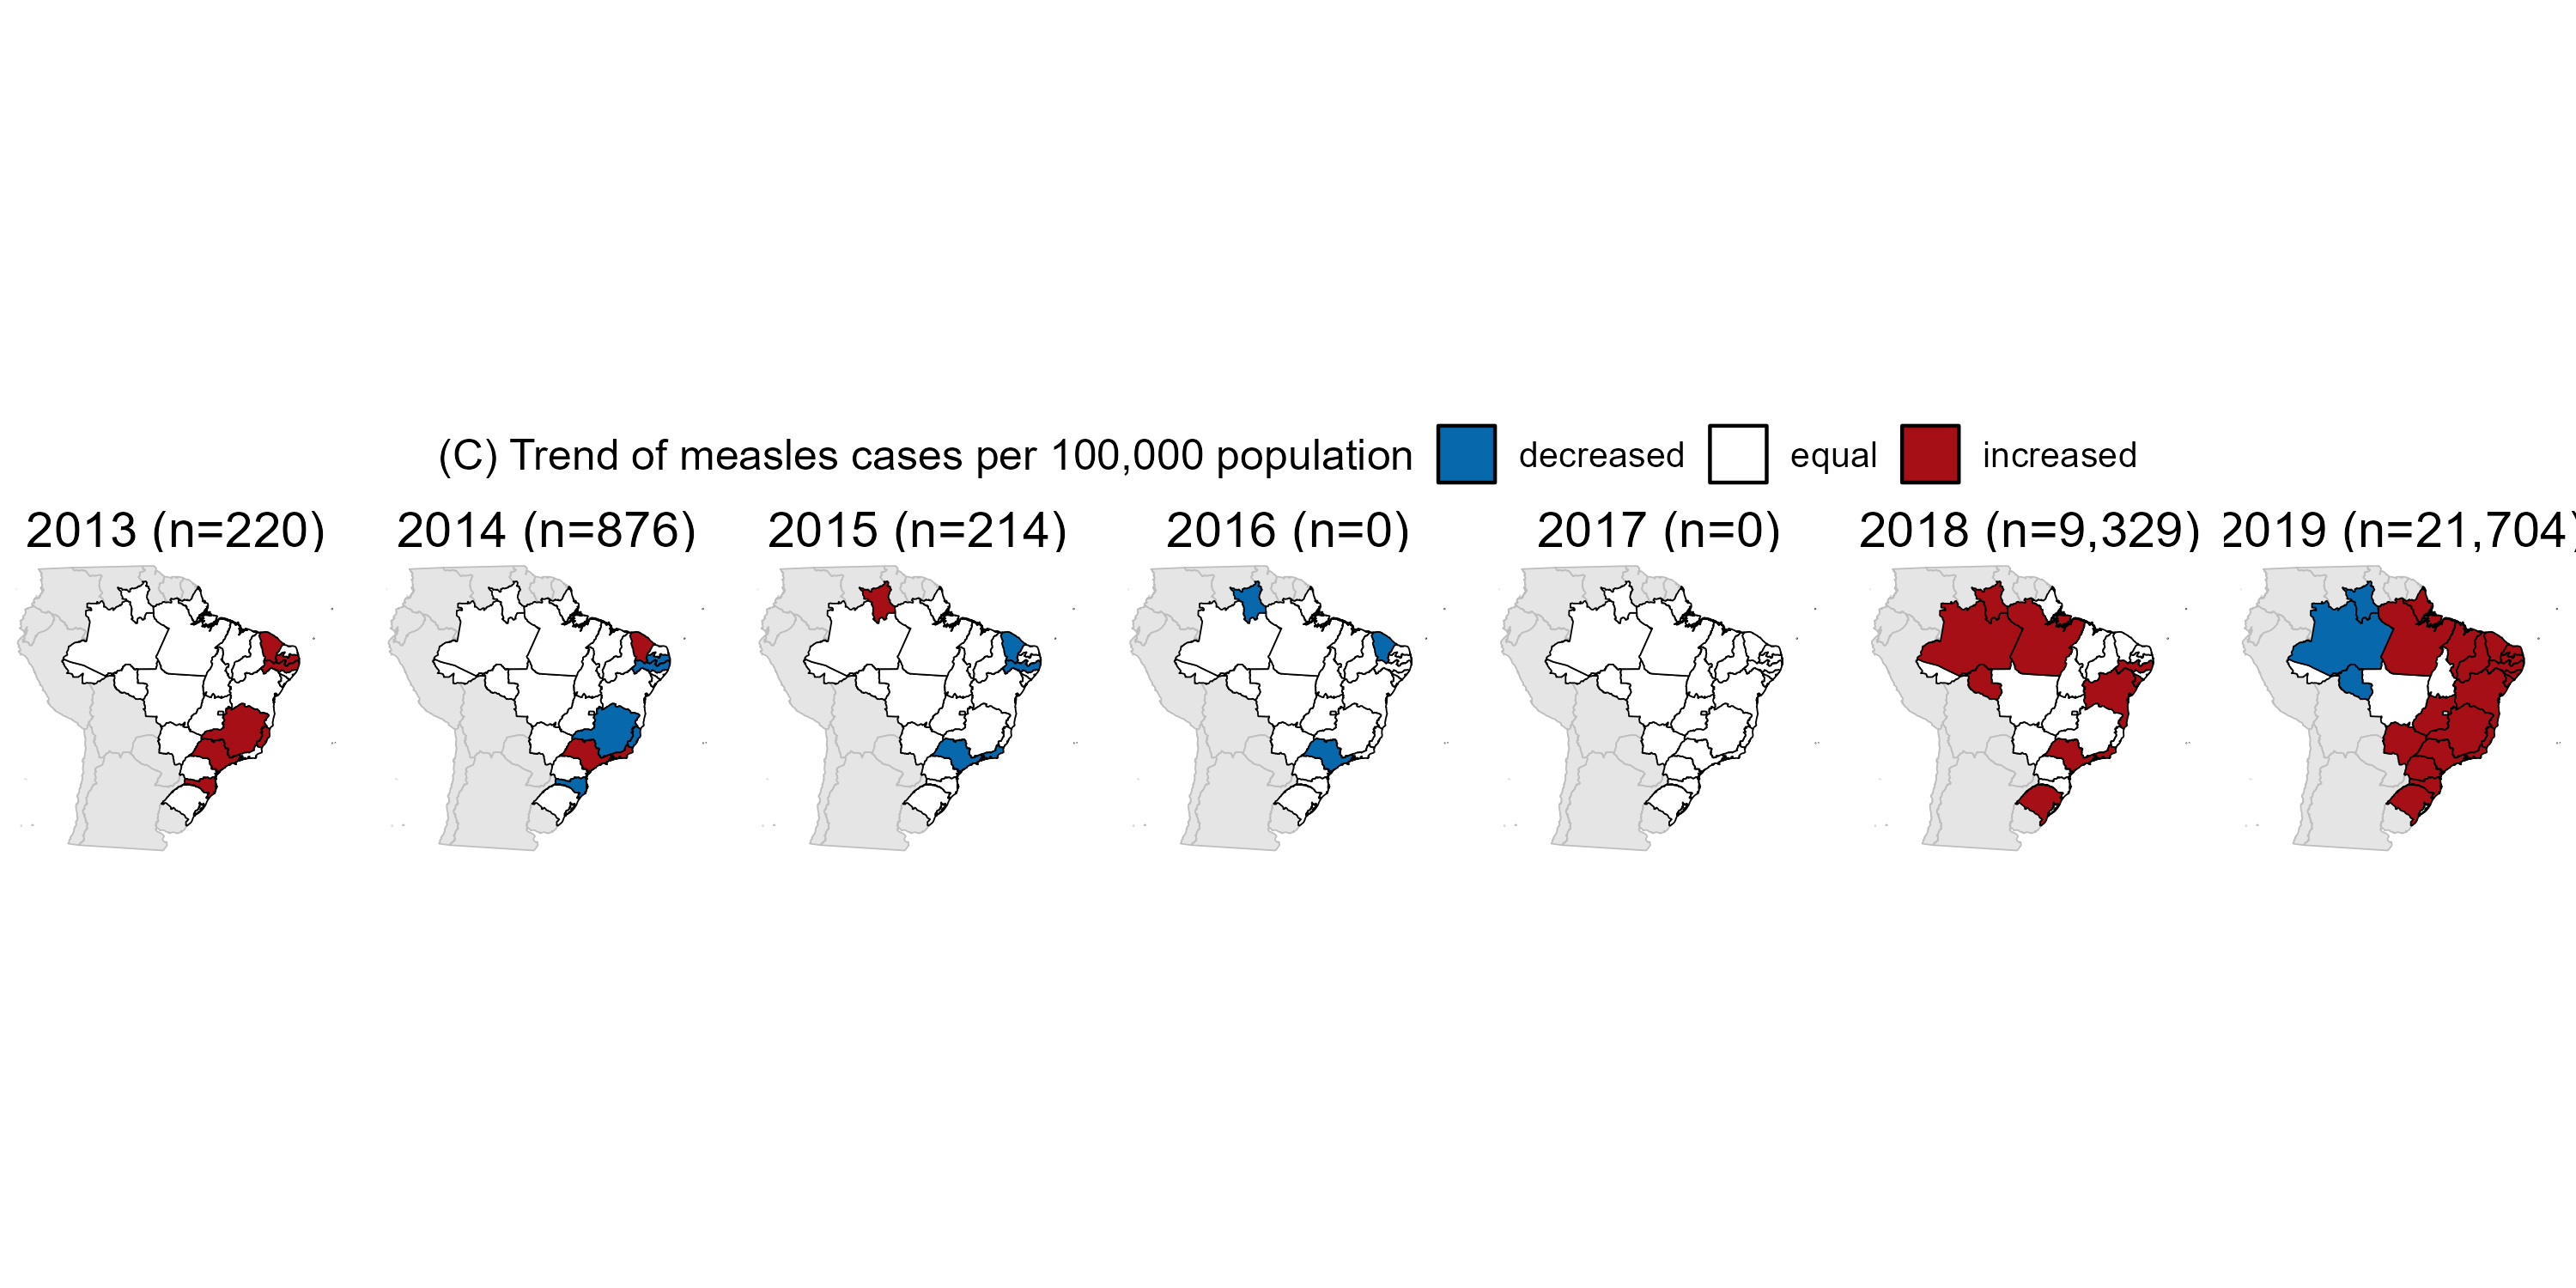 (C) Trend of measles cases per 100,000 population decreased equal increased
2013 (n=220) 2014 (n=876) 2015 (n=214) 2016 (n=0) 2017 (n=0) 2018 (n=9,329) 2019 (n=21,704)